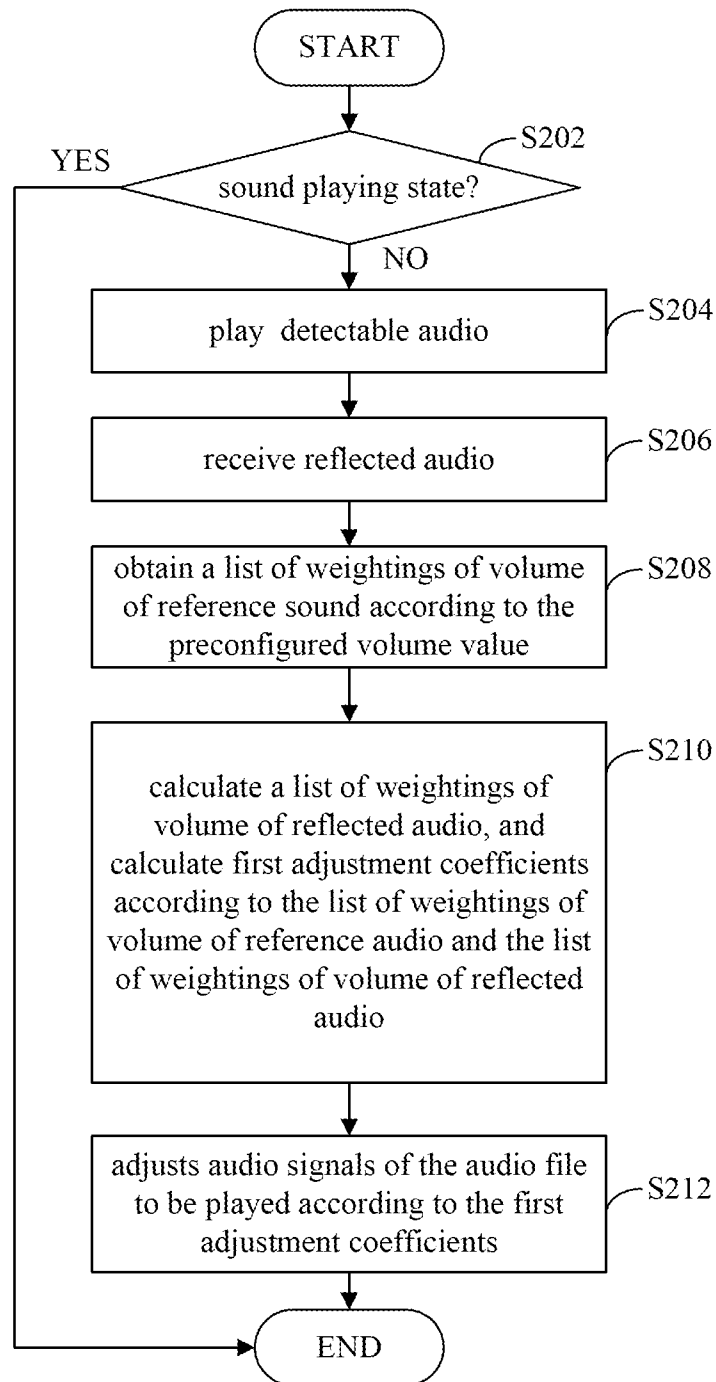 START
S202
YES
sound playing state?
NO
S204
play detectable audio
S206
receive reflected audio
S208
obtain a list of weightings of volume
of reference sound according to the
preconfigured volume value
S210
calculate a list of weightings of
volume of reflected audio, and
calculate first adjustment coefficients
according to the list of weightings of
volume of reference audio and the list
of weightings of volume of reflected
audio
S212
adjusts audio signals of the audio file
to be played according to the first
adjustment coefficients
END